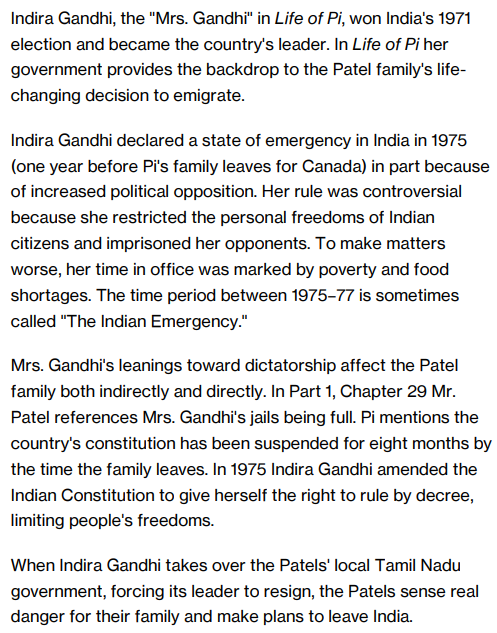 Indira Gandhi, the "Mrs. Gandhi" in Life of Pi, won India's 1971
election and became the country's leader. In Life of Pi her
government provides the backdrop to the Patel family's life-
changing decision to emigrate.
Indira Gandhi declared a state of emergency in India in 1975
(one year before Pi's family leaves for Canada) in part because
of increased political opposition. Her rule was controversial
because she restricted the personal freedoms of Indian
citizens and imprisoned her opponents. To make matters
worse, her time in office was marked by poverty and food
shortages. The time period between 1975–77 is sometimes
called "The Indian Emergency."
Mrs. Gandhi's leanings toward dictatorship affect the Patel
family both indirectly and directly. In Part 1, Chapter 29 Mr.
Patel references Mrs. Gandhi's jails being full. Pi mentions the
country's constitution has been suspended for eight months by
the time the family leaves. In 1975 Indira Gandhi amended the
Indian Constitution to give herself the right to rule by decree,
limiting people's freedoms.
When Indira Gandhi takes over the Patels' local Tamil Nadu
government, forcing its leader to resign, the Patels sense real
danger for their family and make plans to leave India.